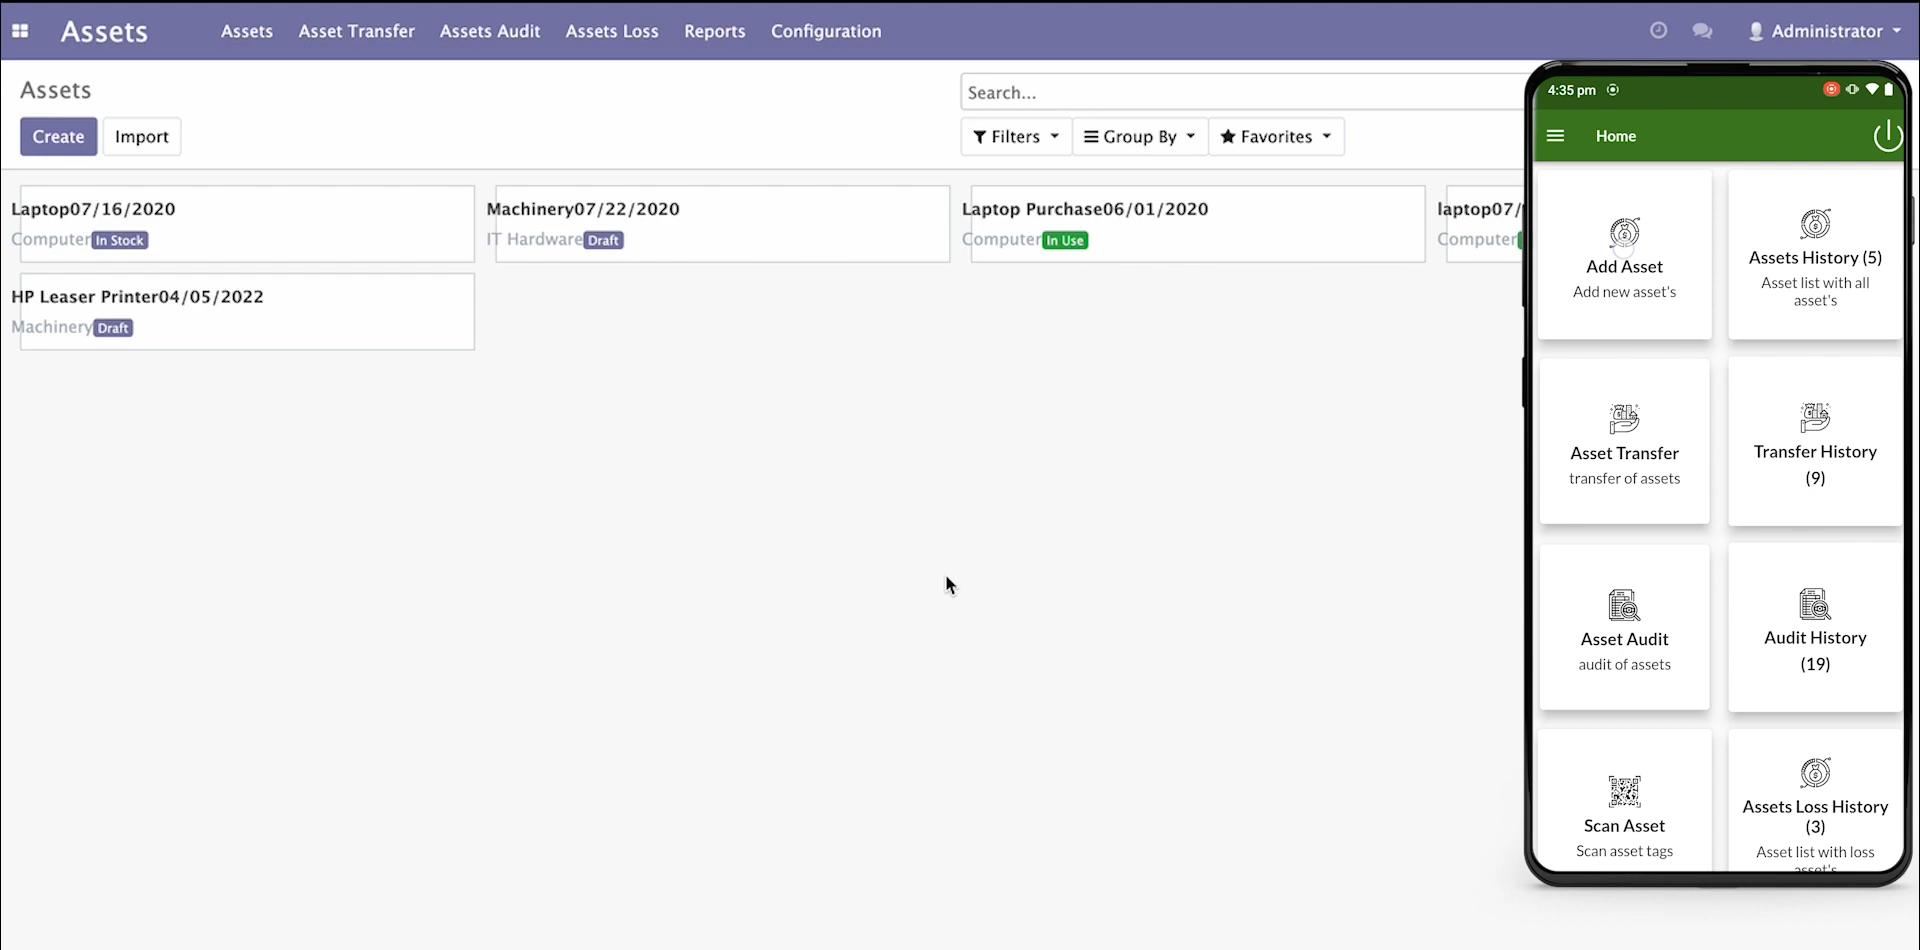 Assets
Assets Asset Transfer Assets Audit Assets Loss Reports Configuration
Administrator
Assets
Search...
Create Import
Filters Group By Favorites
Laptop07/16/2020
Computer In Stock
Machinery07/22/2020
IT Hardware Draft
Laptop Purchase06/01/2020
Computer In Use
laptop07/
Computer
HP Leaser Printer04/05/2022
Machinery Draft
4:35 pm
Home
Add Asset
Add new asset's
Assets History (5)
Asset list with all
asset's
Asset Transfer
transfer of assets
Transfer History
(9)
Asset Audit
audit of assets
Audit History
(19)
Scan Asset
Scan asset tags
Assets Loss History
(3)
Asset list with loss
asset's